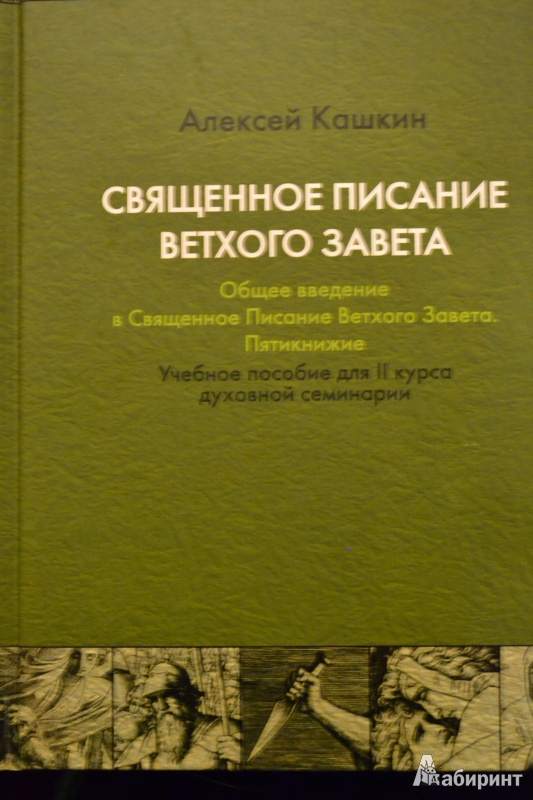 Алексей Кашкин
СВЯЩЕННОЕ ПИСАНИЕ
ВЕТХОГО ЗАВЕТА
Общее введение
в Священное Писание Ветхого Завета.
Пятикнижие
Учебное пособие для II курса
духовной семинарии
Лабиринт